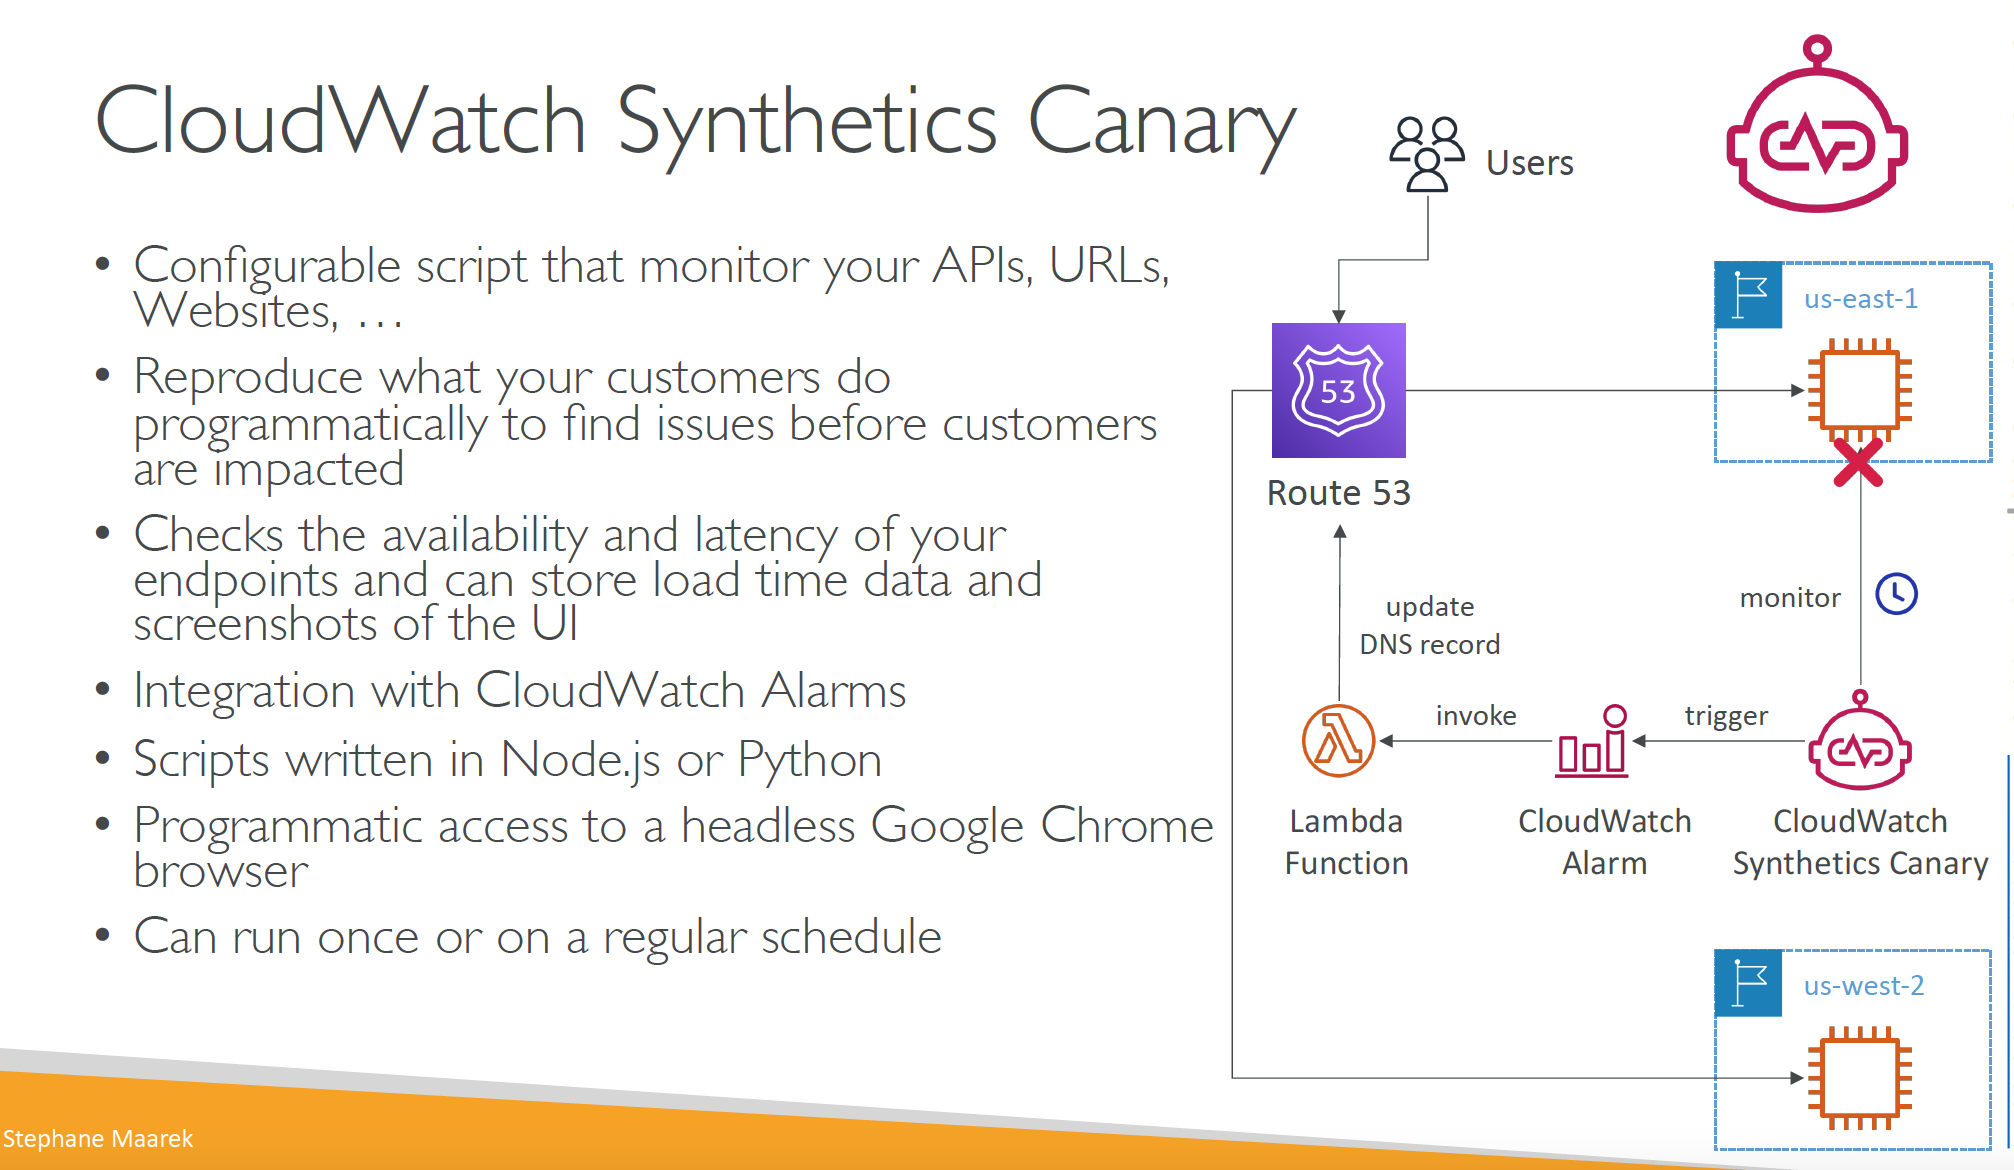 CloudWatch Synthetics Canary
• Configurable script that monitor your APIs, URLs,
Websites, …
• Reproduce what your customers do
programmatically to find issues before customers
are impacted
• Checks the availability and latency of your
endpoints and can store load time data and
screenshots of the UI
• Integration with CloudWatch Alarms
• Scripts written in Node.js or Python
• Programmatic access to a headless Google Chrome
browser
• Can run once or on a regular schedule
Users
us-east-1
53
Route 53
monitor
update
DNS record
invoke
trigger
Lambda
Function
CloudWatch
Alarm
CloudWatch
Synthetics Canary
us-west-2
Stephane Maarek